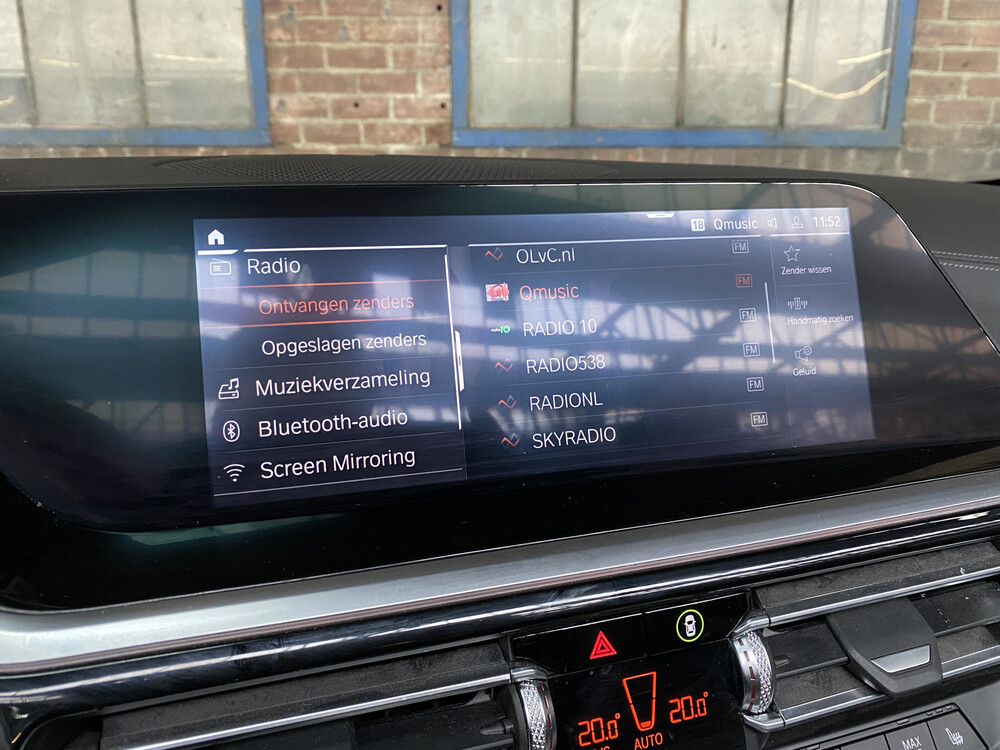 18 Qmusic 11:52
Radio
Ontvangen zenders
Opgeslagen zenders
Muziekverzameling
Bluetooth-audio
Screen Mirroring
OLvC.nl FM
Qmusic FM
RADIO 10 FM
RADIO538 FM
RADIONL FM
SKYRADIO FM
Zender wissen
Handmatig zoeken
Geluid
20.0° 20.0°
AUTO
MAX